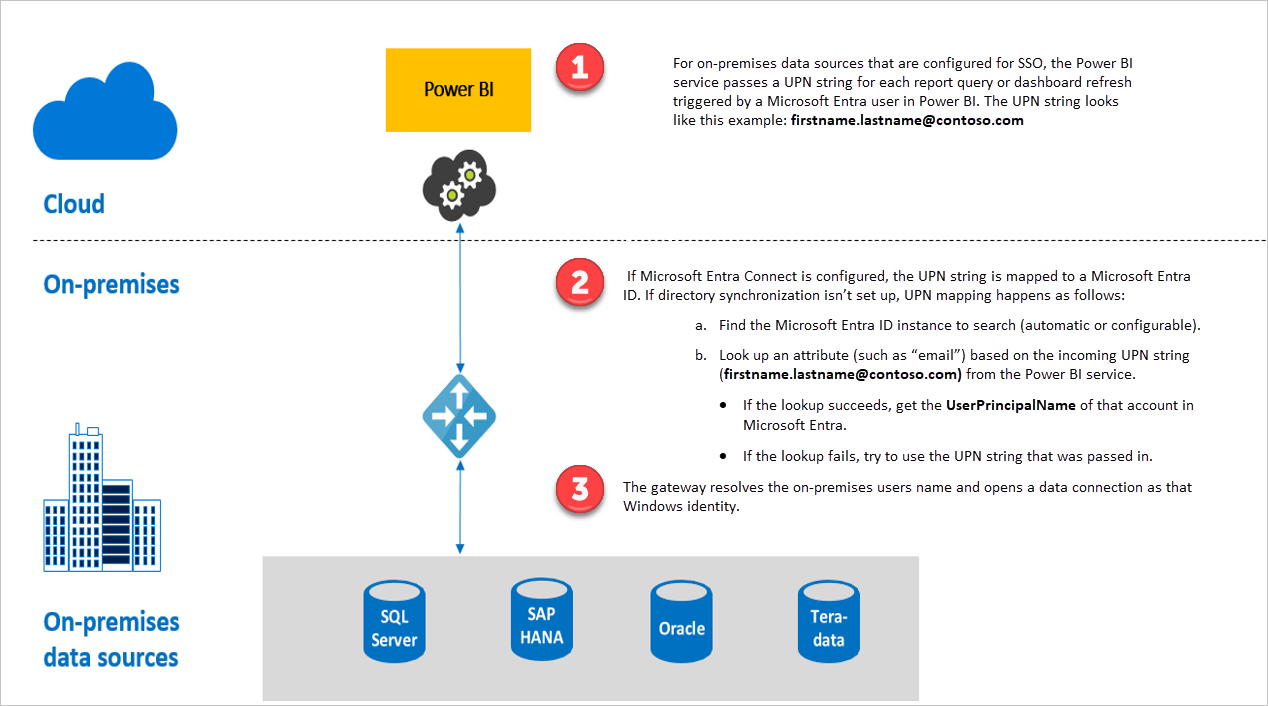 Power BI
1
For on-premises data sources that are configured for SSO, the Power BI
service passes a UPN string for each report query or dashboard refresh
triggered by a Microsoft Entra user in Power BI. The UPN string looks
like this example: firstname.lastname@contoso.com
Cloud
On-premises
2
If Microsoft Entra Connect is configured, the UPN string is mapped to a Microsoft Entra
ID. If directory synchronization isn’t set up, UPN mapping happens as follows:
a. Find the Microsoft Entra ID instance to search (automatic or configurable).
b. Look up an attribute (such as “email”) based on the incoming UPN string
(firstname.lastname@contoso.com) from the Power BI service.
• If the lookup succeeds, get the UserPrincipalName of that account in
Microsoft Entra.
• If the lookup fails, try to use the UPN string that was passed in.
3
The gateway resolves the on-premises users name and opens a data connection as that
Windows identity.
On-premises
data sources
SQL
Server
SAP
HANA
Oracle
Tera-
data